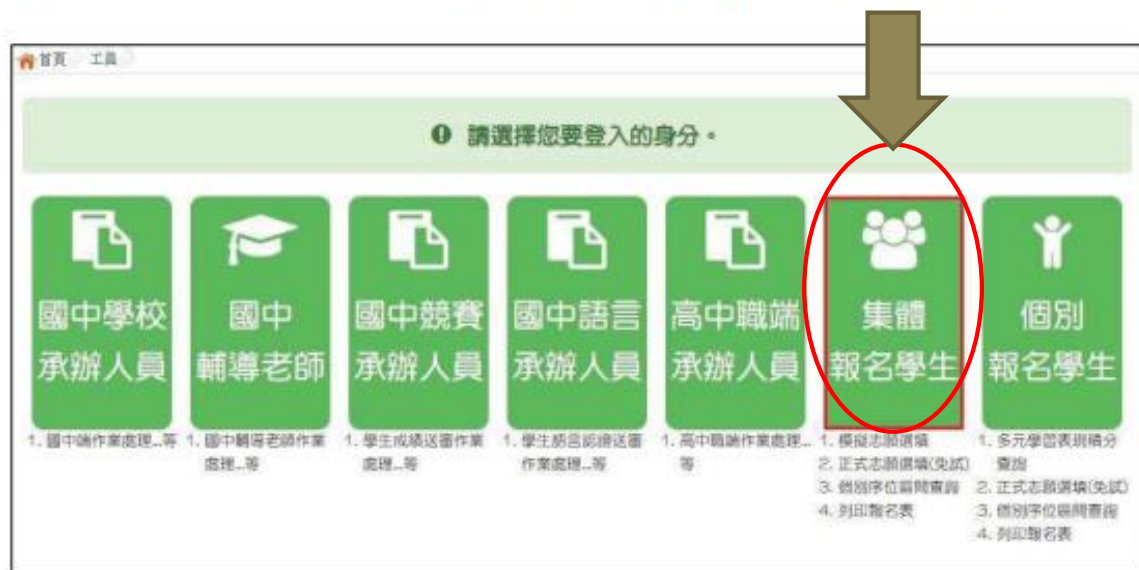 首頁 工具
請選擇您要登入的身分。
國中學校
承辦人員
1. 國中端作業處理...等
國中
輔導老師
1. 國中輔導老師作業
處理...等
國中競賽
承辦人員
1. 學生成績送審作業
處理...等
國中語言
承辦人員
1. 學生語言認證送審
作業處理...等
高中職端
承辦人員
1. 高中職端作業處理...
等
集體
報名學生
1. 模擬志願選填
2. 正式志願選填(免試)
3. 個別序位區間查詢
4. 列印報名表
個別
報名學生
1. 多元學習表現積分
查詢
2. 正式志願選填(免試)
3. 個別序位區間查詢
4. 列印報名表